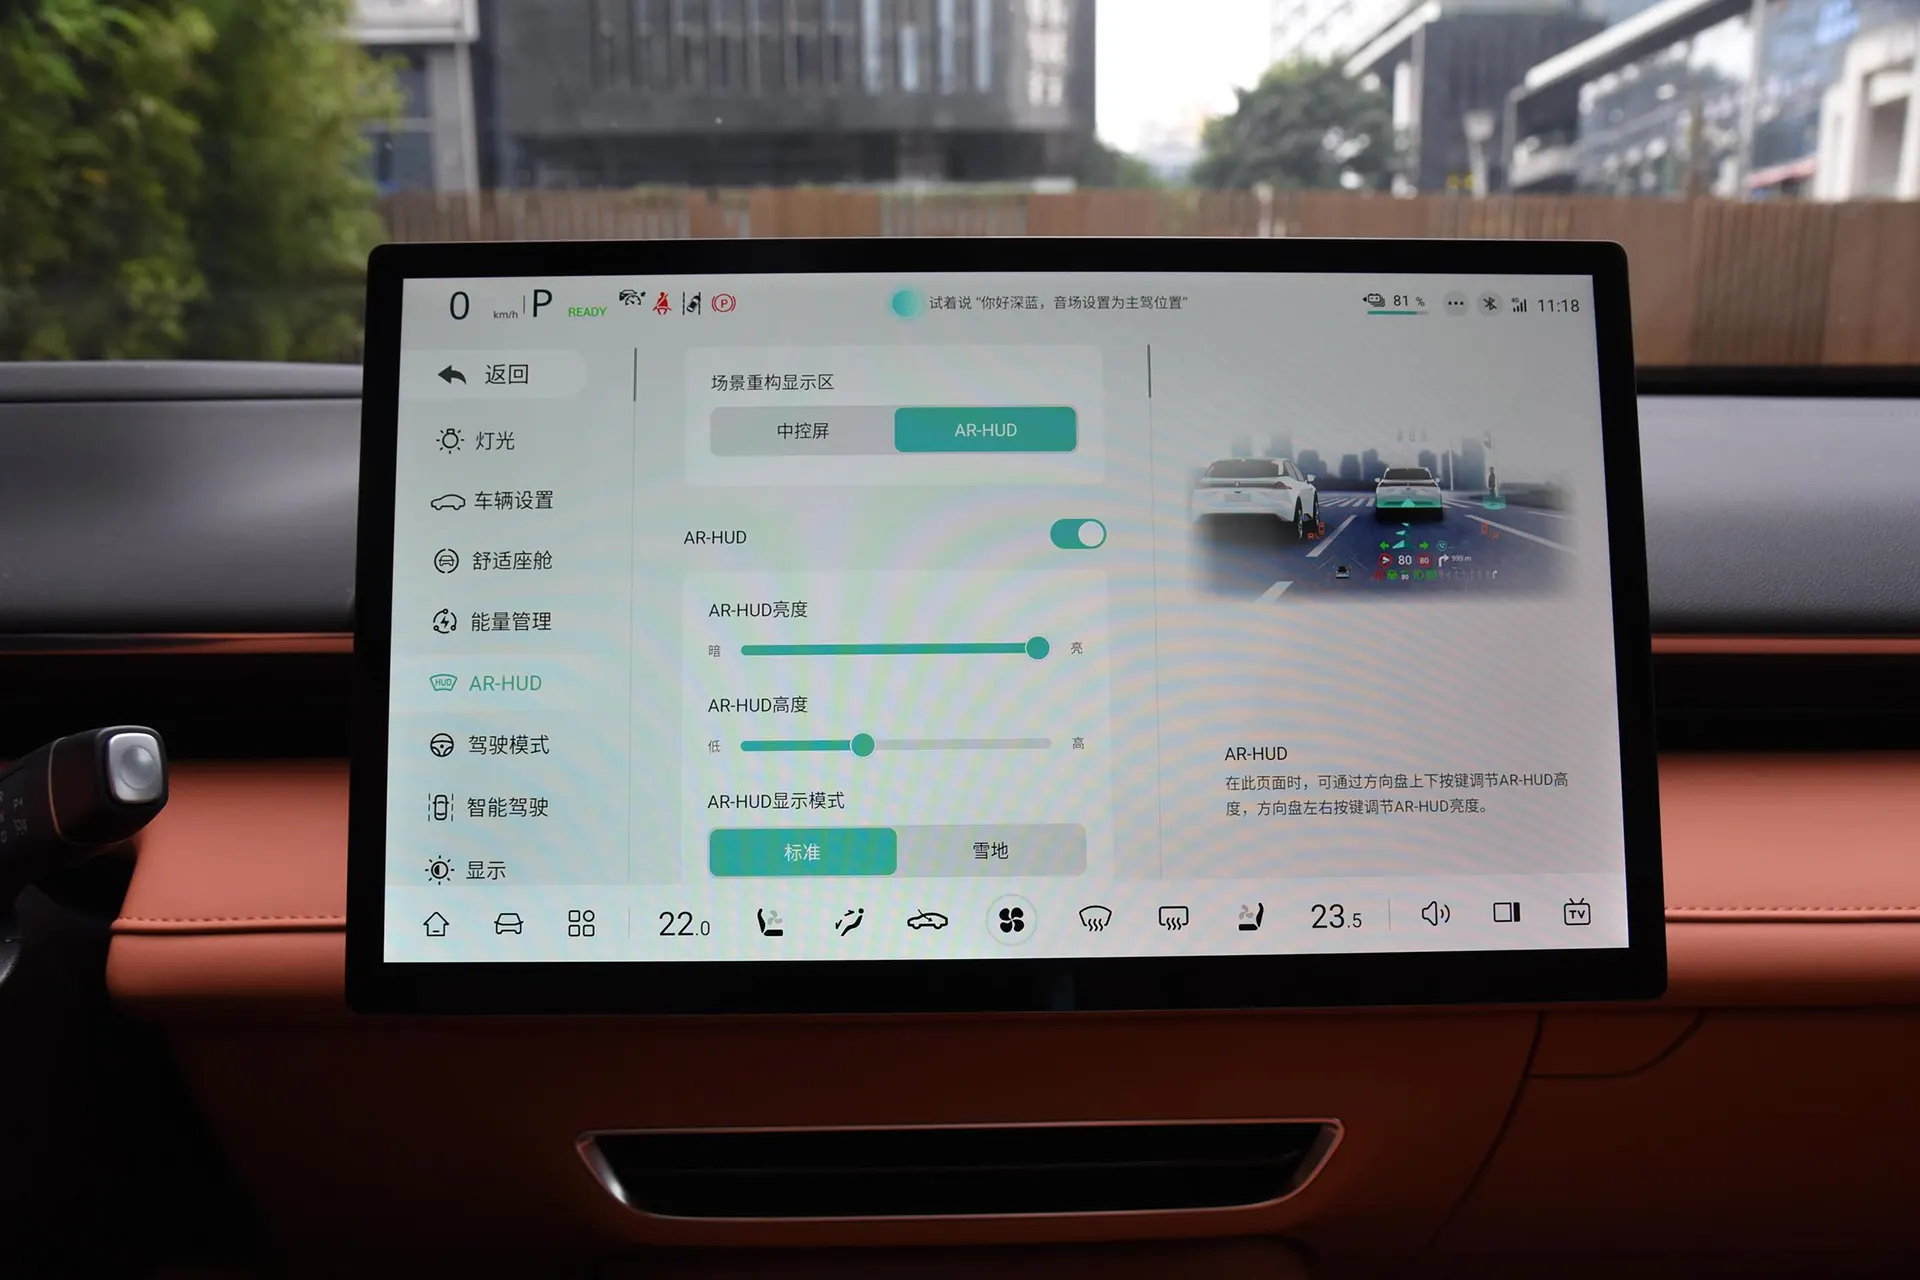 0 km/h P READY
试着说 “你好深蓝，音场设置为主驾位置”
81 %
11:18
返回
灯光
车辆设置
舒适座舱
能量管理
HUD AR-HUD
驾驶模式
智能驾驶
显示
场景重构显示区
中控屏 AR-HUD
AR-HUD
AR-HUD亮度
暗 亮
AR-HUD高度
低 高
AR-HUD显示模式
标准 雪地
80 80 999 m
80
AR-HUD
在此页面时，可通过方向盘上下按键调节AR-HUD高
度，方向盘左右按键调节AR-HUD亮度。
22.0 23.5 TV